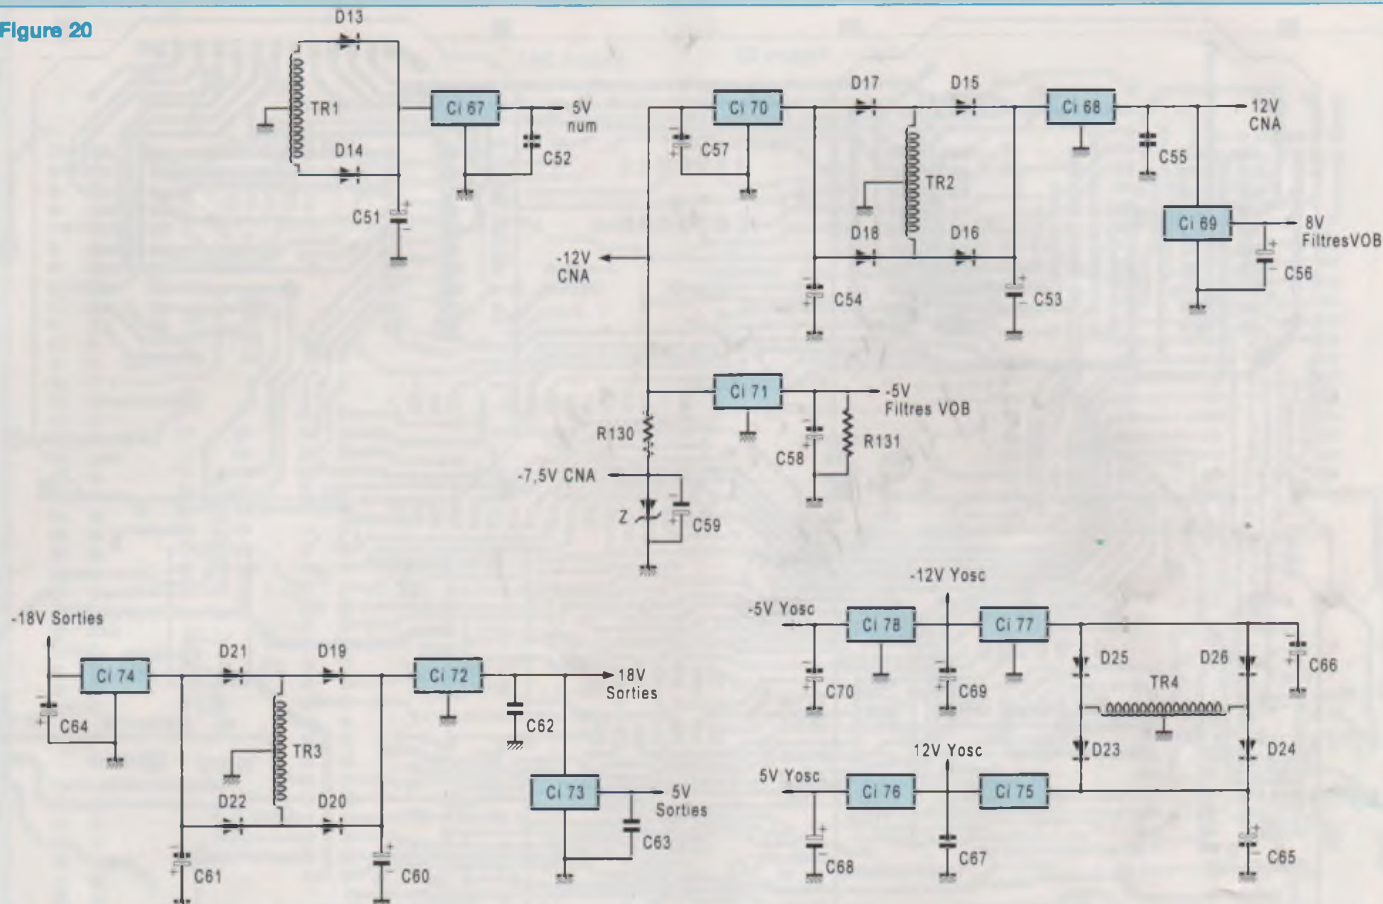 Figure 20
D13
TR1
D14
Ci 67
5V
num
C52
C51
D17
D15
Ci 70
C57
TR2
D18
D16
C54
C53
Ci 68
12V
CNA
C55
Ci 69
8V
FiltresVOB
C56
-12V
CNA
Ci 71
-5V
Filtres VOB
R130
C58
R131
-7,5V CNA
Z
C59
-18V Sorties
Ci 74
C64
D21
D19
TR3
D22
D20
C61
C60
Ci 72
18V
Sorties
C62
Ci 73
5V
Sorties
C63
-12V Yosc
-5V Yosc
Ci 78
Ci 77
C70
C69
D25
D26
C66
TR4
D23
D24
12V Yosc
5V Yosc
Ci 76
Ci 75
C68
C67
C65